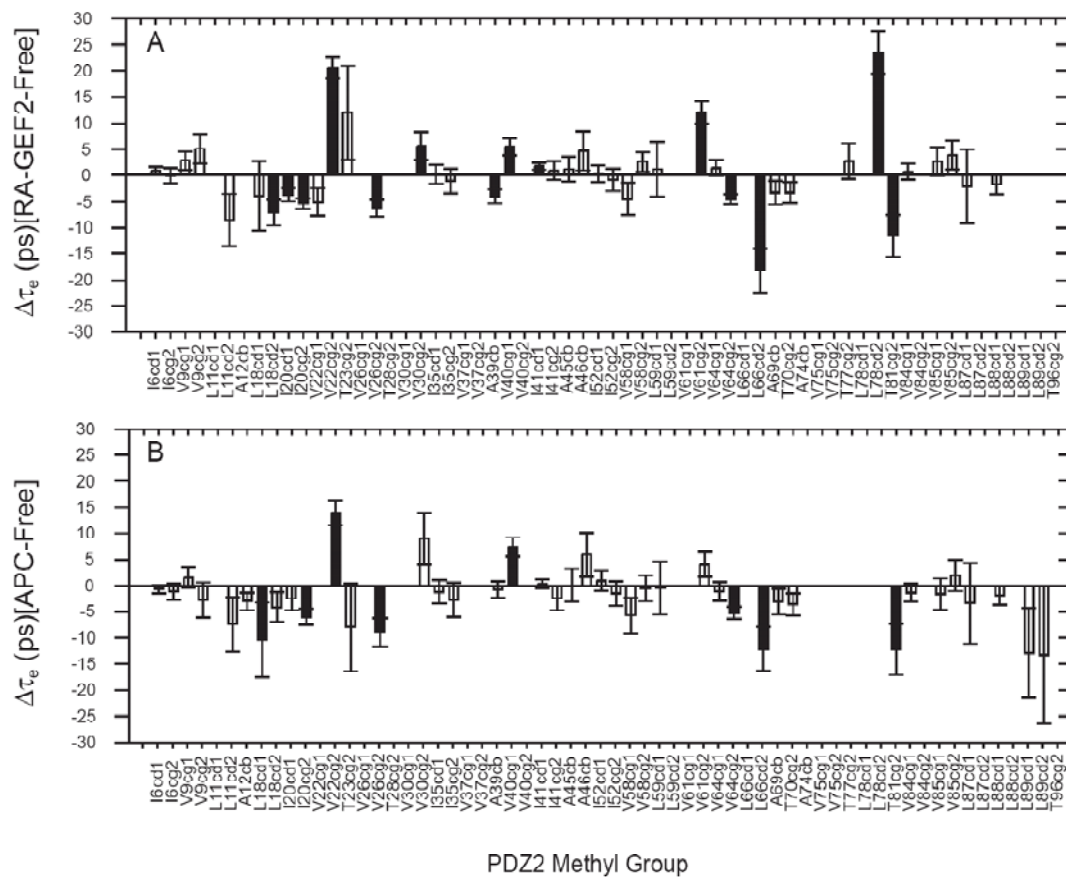 A
30
25
20
15
10
5
0
-5
-10
-15
-20
-25
-30
Δτe (ps)[RA-GEF2-Free]
I6cd1
I6cg2
V9cg1
V9cg2
L11cd1
L11cd2
A12cb
L18cd1
L18cd2
I20cd1
I20cg2
V22cg1
V22cg2
T23cg2
V26cg1
V26cg2
T28cg2
V30cg1
V30cg2
I35cd1
I35cg2
V37cg1
V37cg2
A39cb
V40cg1
V40cg2
I41cd1
I41cg2
A45cb
A46cb
I52cd1
I52cg2
V58cg1
V58cg2
L59cd1
L59cd2
V61cg1
V61cg2
V64cg1
V64cg2
L66cd1
L66cd2
A69cb
T70cg2
A74cb
V75cg1
V75cg2
T77cg2
L78cd1
L78cd2
T81cg2
V84cg1
V84cg2
V85cg1
V85cg2
L87cd1
L87cd2
L88cd1
L88cd2
L89cd1
L89cd2
T96cg2
B
30
25
20
15
10
5
0
-5
-10
-15
-20
-25
-30
Δτe (ps)[APC-Free]
I6cd1
I6cg2
V9cg1
V9cg2
L11cd1
L11cd2
A12cb
L18cd1
L18cd2
I20cd1
I20cg2
V22cg1
V22cg2
T23cg2
V26cg1
V26cg2
T28cg2
V30cg1
V30cg2
I35cd1
I35cg2
V37cg1
V37cg2
A39cb
V40cg1
V40cg2
I41cd1
I41cg2
A45cb
A46cb
I52cd1
I52cg2
V58cg1
V58cg2
L59cd1
L59cd2
V61cg1
V61cg2
V64cg1
V64cg2
L66cd1
L66cd2
A69cb
T70cg2
A74cb
V75cg1
V75cg2
T77cg2
L78cd1
L78cd2
T81cg2
V84cg1
V84cg2
V85cg1
V85cg2
L87cd1
L87cd2
L88cd1
L88cd2
L89cd1
L89cd2
T96cg2
PDZ2 Methyl Group